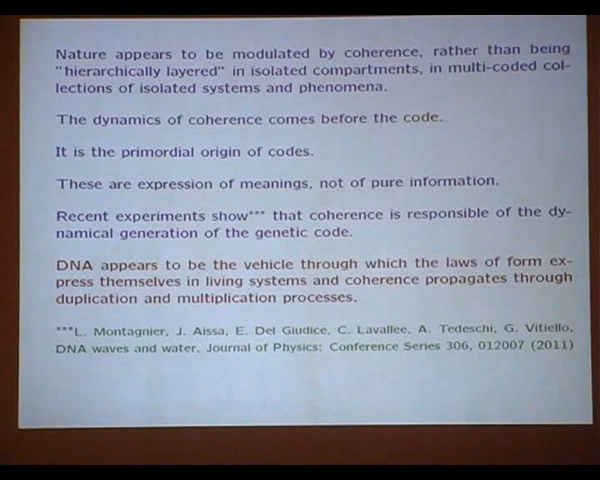 Nature appears to be modulated by coherence, rather than being
"hierarchically layered" in isolated compartments, in multi-coded col-
lections of isolated systems and phenomena.
The dynamics of coherence comes before the code.
It is the primordial origin of codes.
These are expression of meanings, not of pure information.
Recent experiments show*** that coherence is responsible of the dy-
namical generation of the genetic code.
DNA appears to be the vehicle through which the laws of form ex-
press themselves in living systems and coherence propagates through
duplication and multiplication processes.
***L. Montagnier, J. Aissa, E. Del Giudice, C. Lavallee, A. Tedeschi, G. Vitiello,
DNA waves and water, Journal of Physics: Conference Series 306, 012007 (2011)